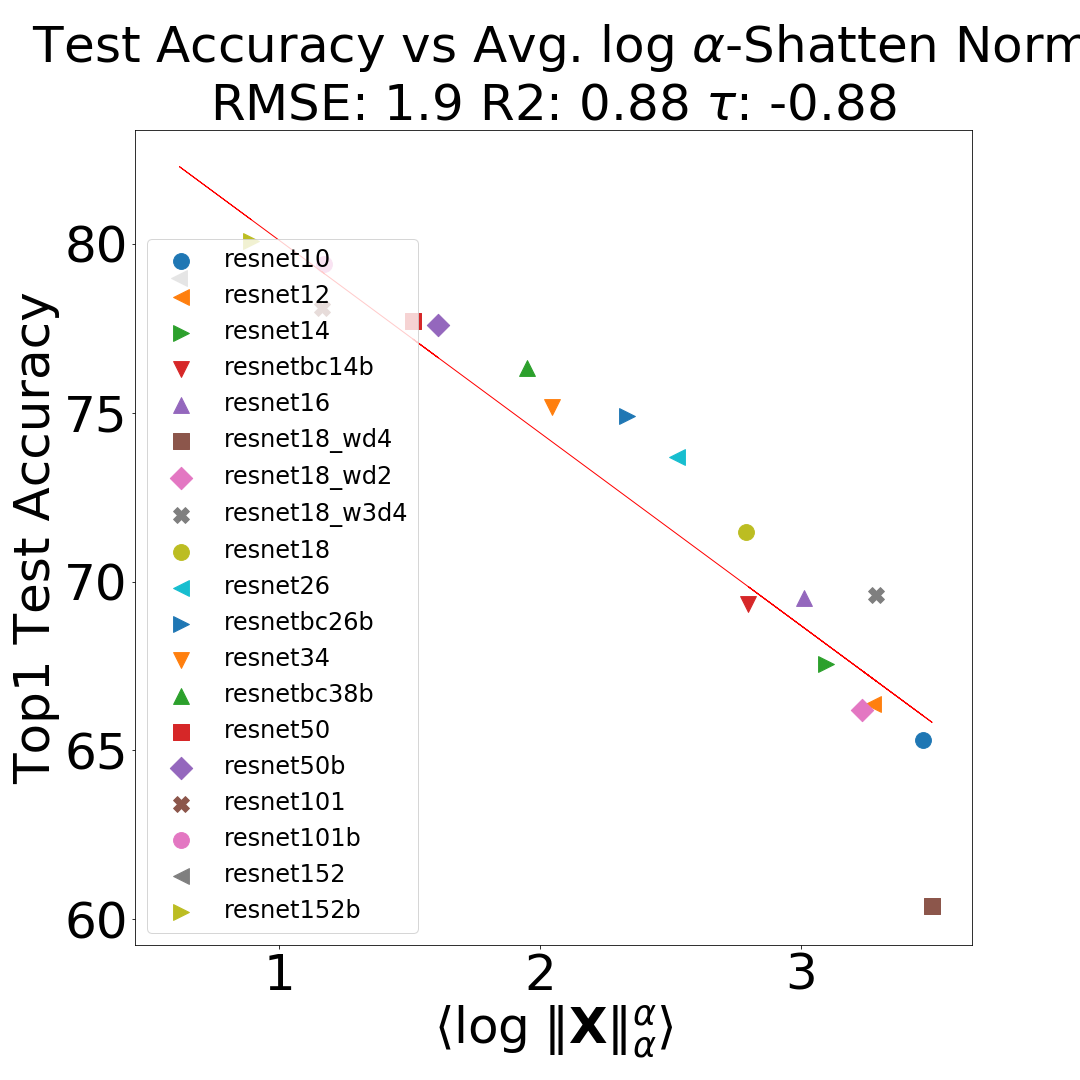 Test Accuracy vs Avg. log α-Shatten Norm
RMSE: 1.9 R2: 0.88 τ: -0.88
Top1 Test Accuracy
80
75
70
65
60
resnet10
resnet12
resnet14
resnetbc14b
resnet16
resnet18_wd4
resnet18_wd2
resnet18_w3d4
resnet18
resnet26
resnetbc26b
resnet34
resnetbc38b
resnet50
resnet50b
resnet101
resnet101b
resnet152
resnet152b
1 2 3
⟨log ‖X‖αα⟩